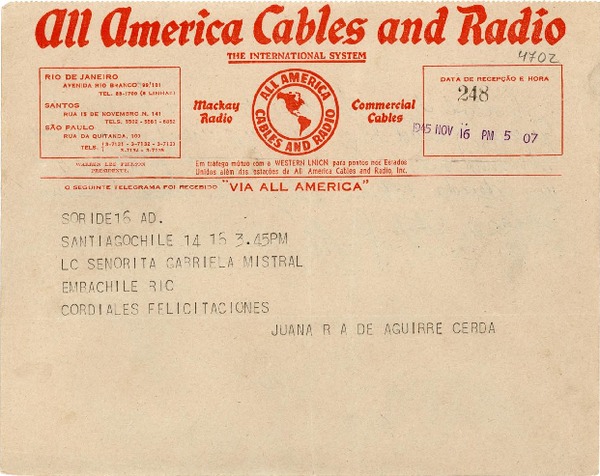 All America Cables and Radio
THE INTERNATIONAL SYSTEM
4702
RIO DE JANEIRO
AVENIDA RIO BRANCO, 99/101
SANTOS
RUA 15 DE NOVEMBRO N. 141
SÃO PAULO
RUA DA QUITANDA, 103
PRESIDENTE
Mackay Radio
ALL AMERICA CABLES AND RADIO
Commercial Cables
DATA DE RECEPÇÃO E HORA
248
1945 NOV 16 PM 5 07
Em tráfego mútuo com a WESTERN UNION para pontos nos Estados
Unidos além das estações da All America Cables and Radio, Inc.
O SEGUINTE TELEGRAMA FOI RECEBIDO "VIA ALL AMERICA"
SORIDE16 AD.
SANTIAGOCHILE 14 16 3.45PM
LC SENORITA GABRIELA MISTRAL
EMBACHILE RIO
CORDIALES FELICITACIONES
JUANA R A DE AGUIRRE CERDA